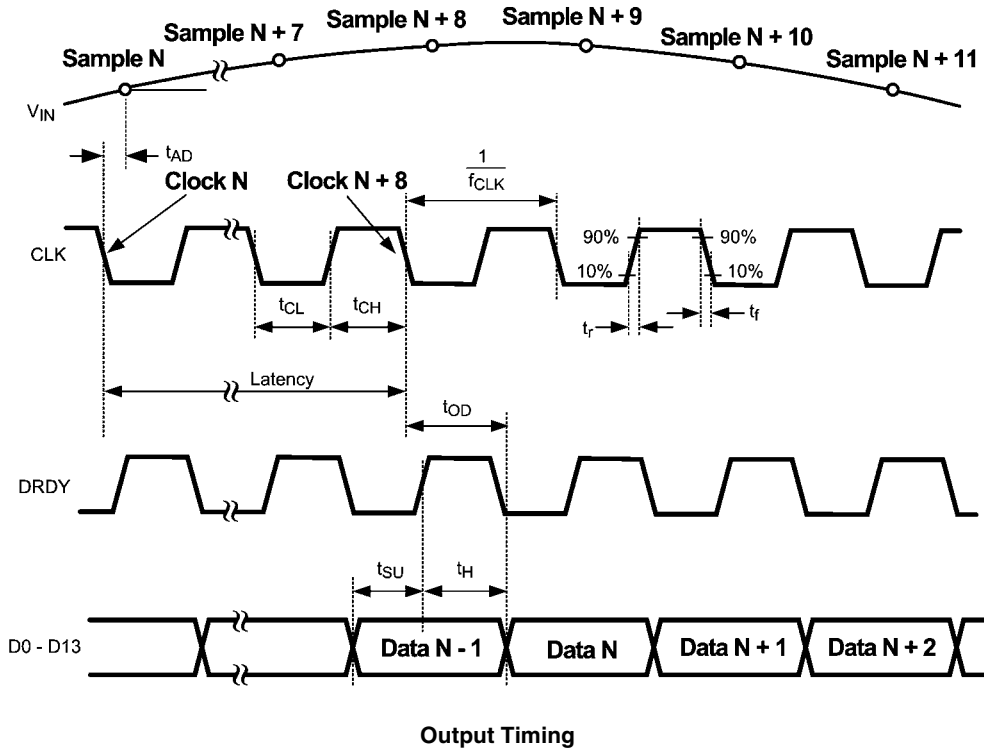 Sample N
Sample N + 7
Sample N + 8
Sample N + 9
Sample N + 10
Sample N + 11
VIN
tAD
Clock N
Clock N + 8
1
fCLK
CLK
90%
10%
90%
10%
tCL
tCH
tr
tf
Latency
tOD
DRDY
tSU
tH
D0 - D13
Data N - 1
Data N
Data N + 1
Data N + 2
Output Timing